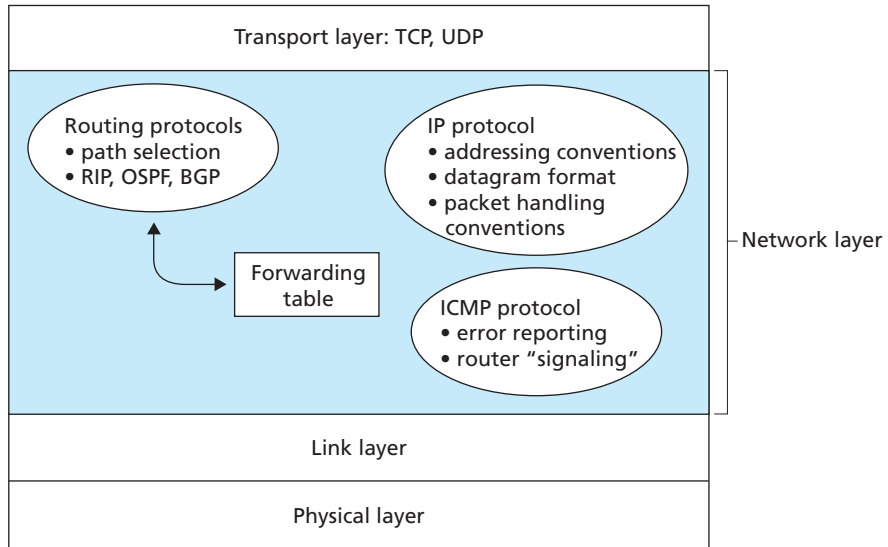 Transport layer: TCP, UDP
Routing protocols
• path selection
• RIP, OSPF, BGP
IP protocol
• addressing conventions
• datagram format
• packet handling
conventions
Forwarding
table
ICMP protocol
• error reporting
• router “signaling”
Network layer
Link layer
Physical layer